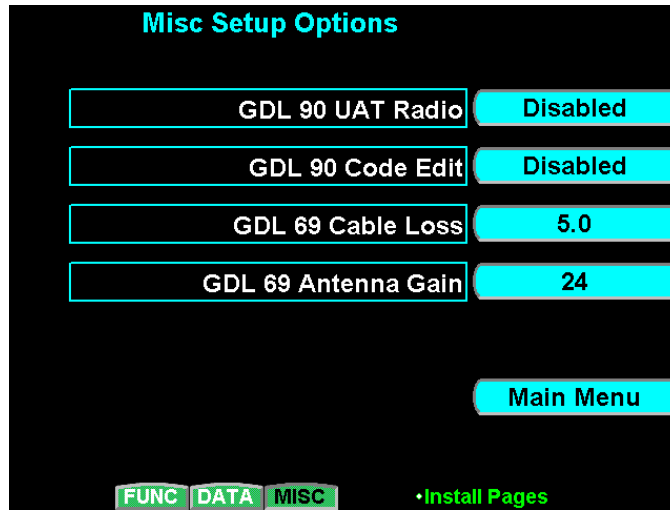 Misc Setup Options
GDL 90 UAT Radio Disabled
GDL 90 Code Edit Disabled
GDL 69 Cable Loss 5.0
GDL 69 Antenna Gain 24
Main Menu
FUNC DATA MISC •Install Pages